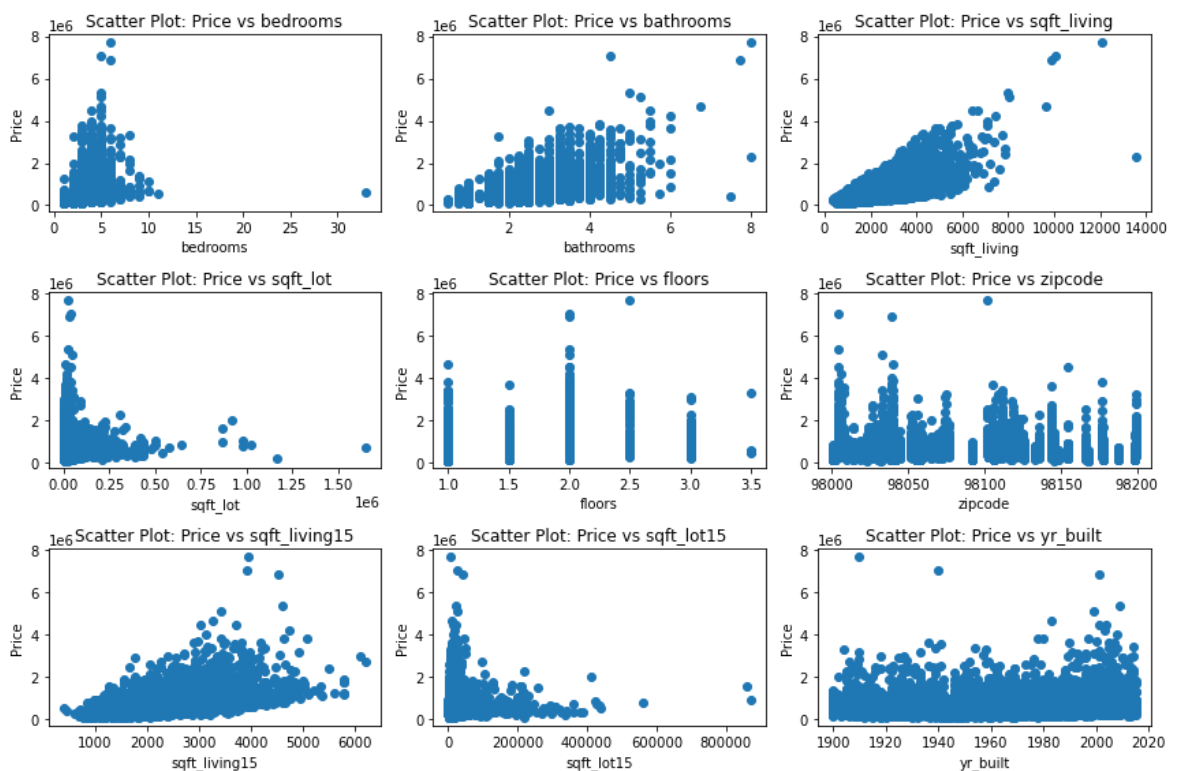 Scatter Plot: Price vs bedrooms
1e6
8
6
4
2
0
Price
0 5 10 15 20 25 30
bedrooms
Scatter Plot: Price vs bathrooms
1e6
8
6
4
2
0
Price
2 4 6 8
bathrooms
Scatter Plot: Price vs sqft_living
1e6
8
6
4
2
0
Price
0 2000 4000 6000 8000 10000 12000 14000
sqft_living
Scatter Plot: Price vs sqft_lot
1e6
8
6
4
2
0
Price
0.00 0.25 0.50 0.75 1.00 1.25 1.50
1e6
sqft_lot
Scatter Plot: Price vs floors
1e6
8
6
4
2
0
Price
1.0 1.5 2.0 2.5 3.0 3.5
floors
Scatter Plot: Price vs zipcode
1e6
8
6
4
2
0
Price
98000 98050 98100 98150 98200
zipcode
Scatter Plot: Price vs sqft_living15
1e6
8
6
4
2
0
Price
1000 2000 3000 4000 5000 6000
sqft_living15
Scatter Plot: Price vs sqft_lot15
1e6
8
6
4
2
0
Price
0 200000 400000 600000 800000
sqft_lot15
Scatter Plot: Price vs yr_built
1e6
8
6
4
2
0
Price
1900 1920 1940 1960 1980 2000 2020
yr_built